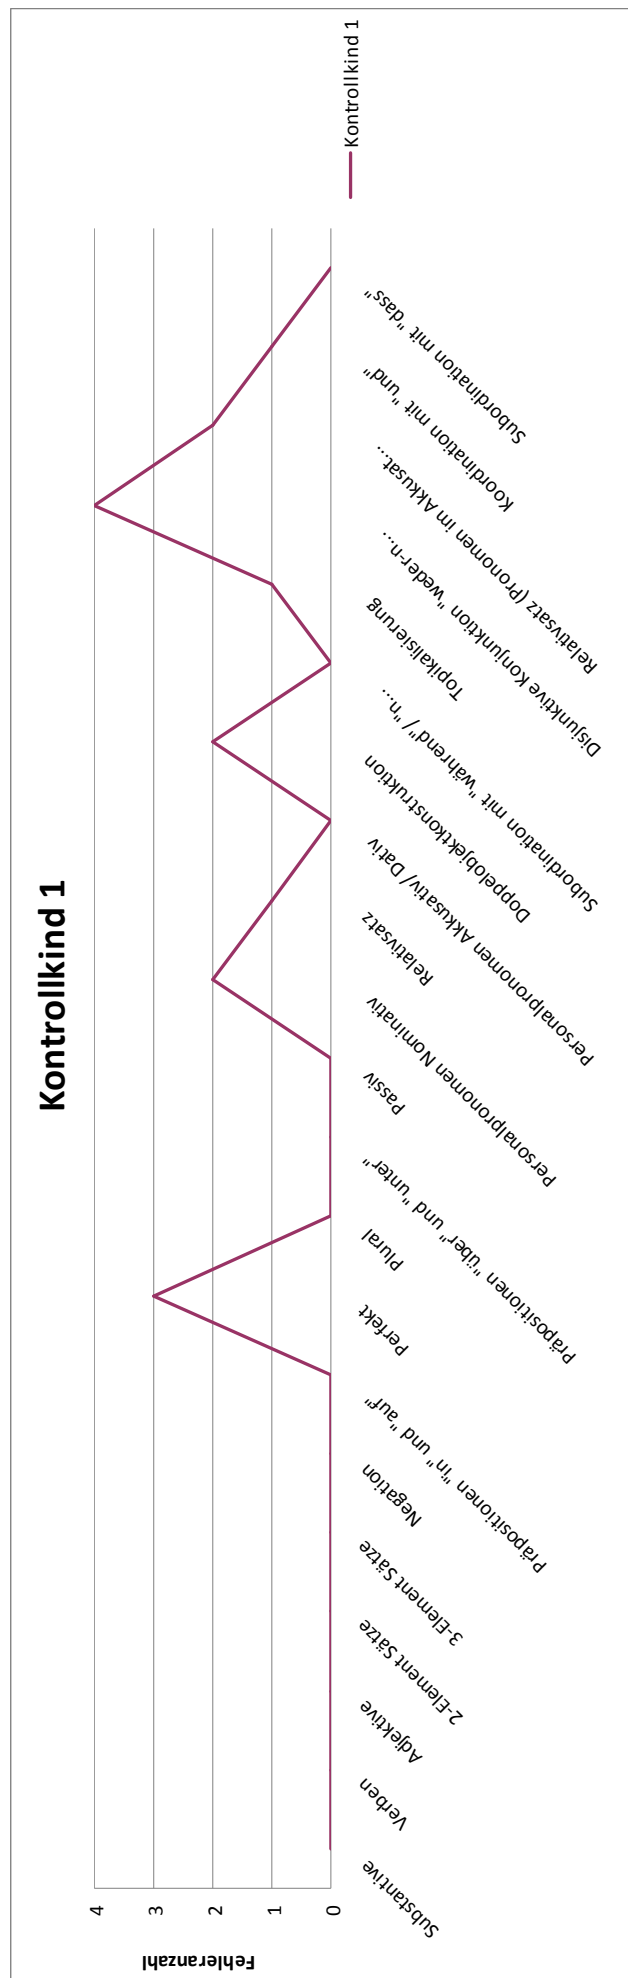 Kontrollkind 1
Fehleranzahl
4
3
2
1
0
Substantive
Verben
Adjektive
2-Element Sätze
3-Element Sätze
Negation
Präpositionen "in" und "auf"
Perfekt
Plural
Präpositionen "über" und "unter"
Passiv
Personalpronomen Nominativ
Relativsatz
Personalpronomen Akkusativ/ Dativ
Doppelobjektkonstruktion
Subordination mit "während"/ "n…
Topikalisierung
Disjunktive Konjunktion "weder-n…
Relativsatz (Pronomen im Akkusat…
Koordination mit "und"
Subordination mit "dass"
Kontrollkind 1